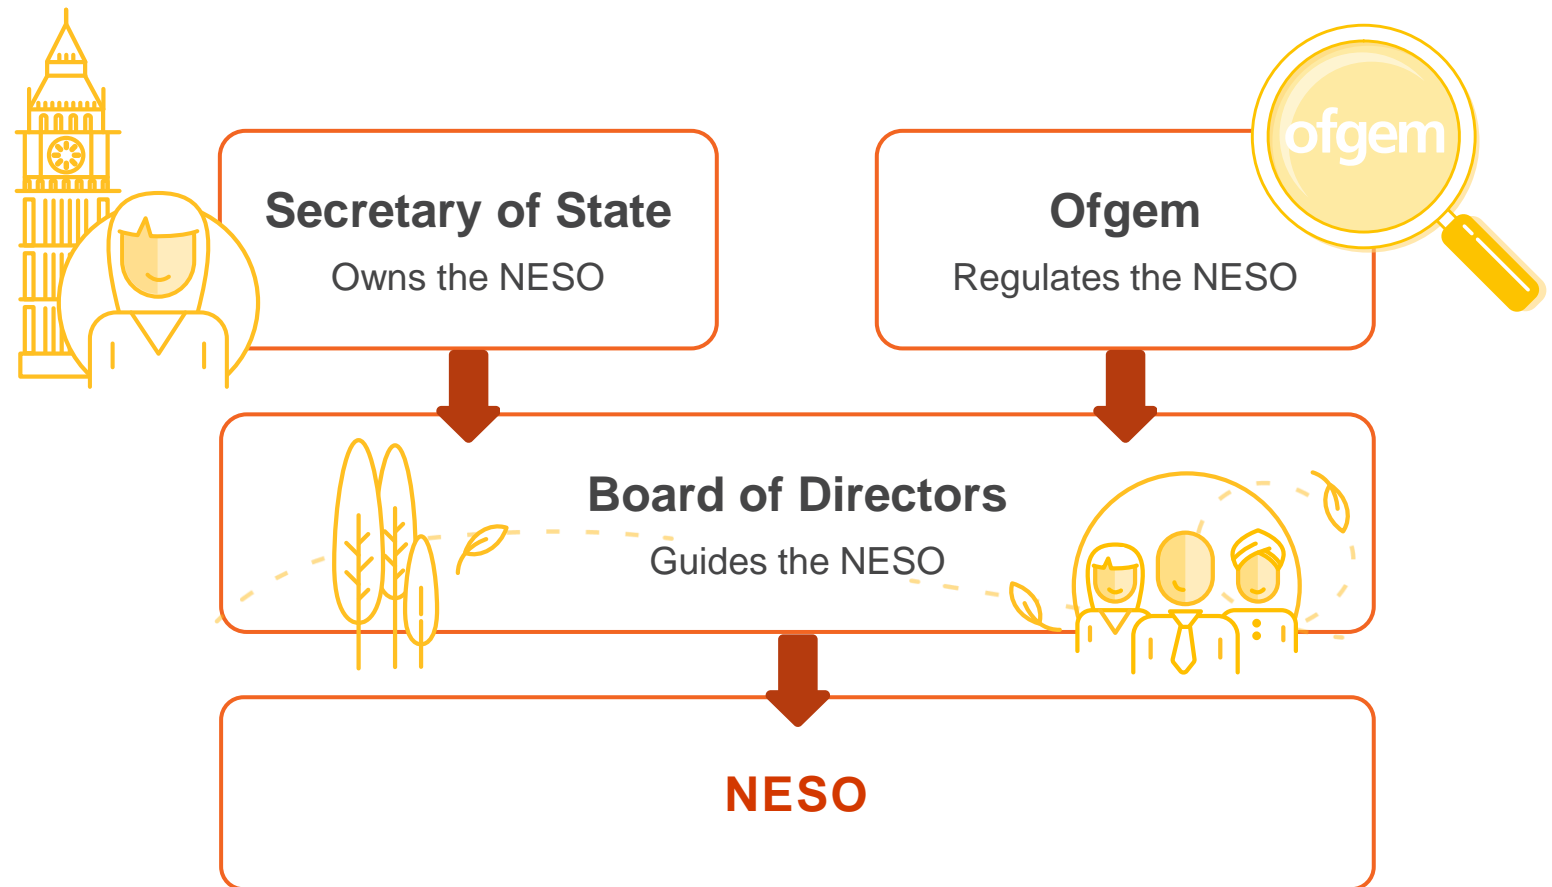 ofgem
Secretary of State
Owns the NESO
Ofgem
Regulates the NESO
Board of Directors
Guides the NESO
NESO